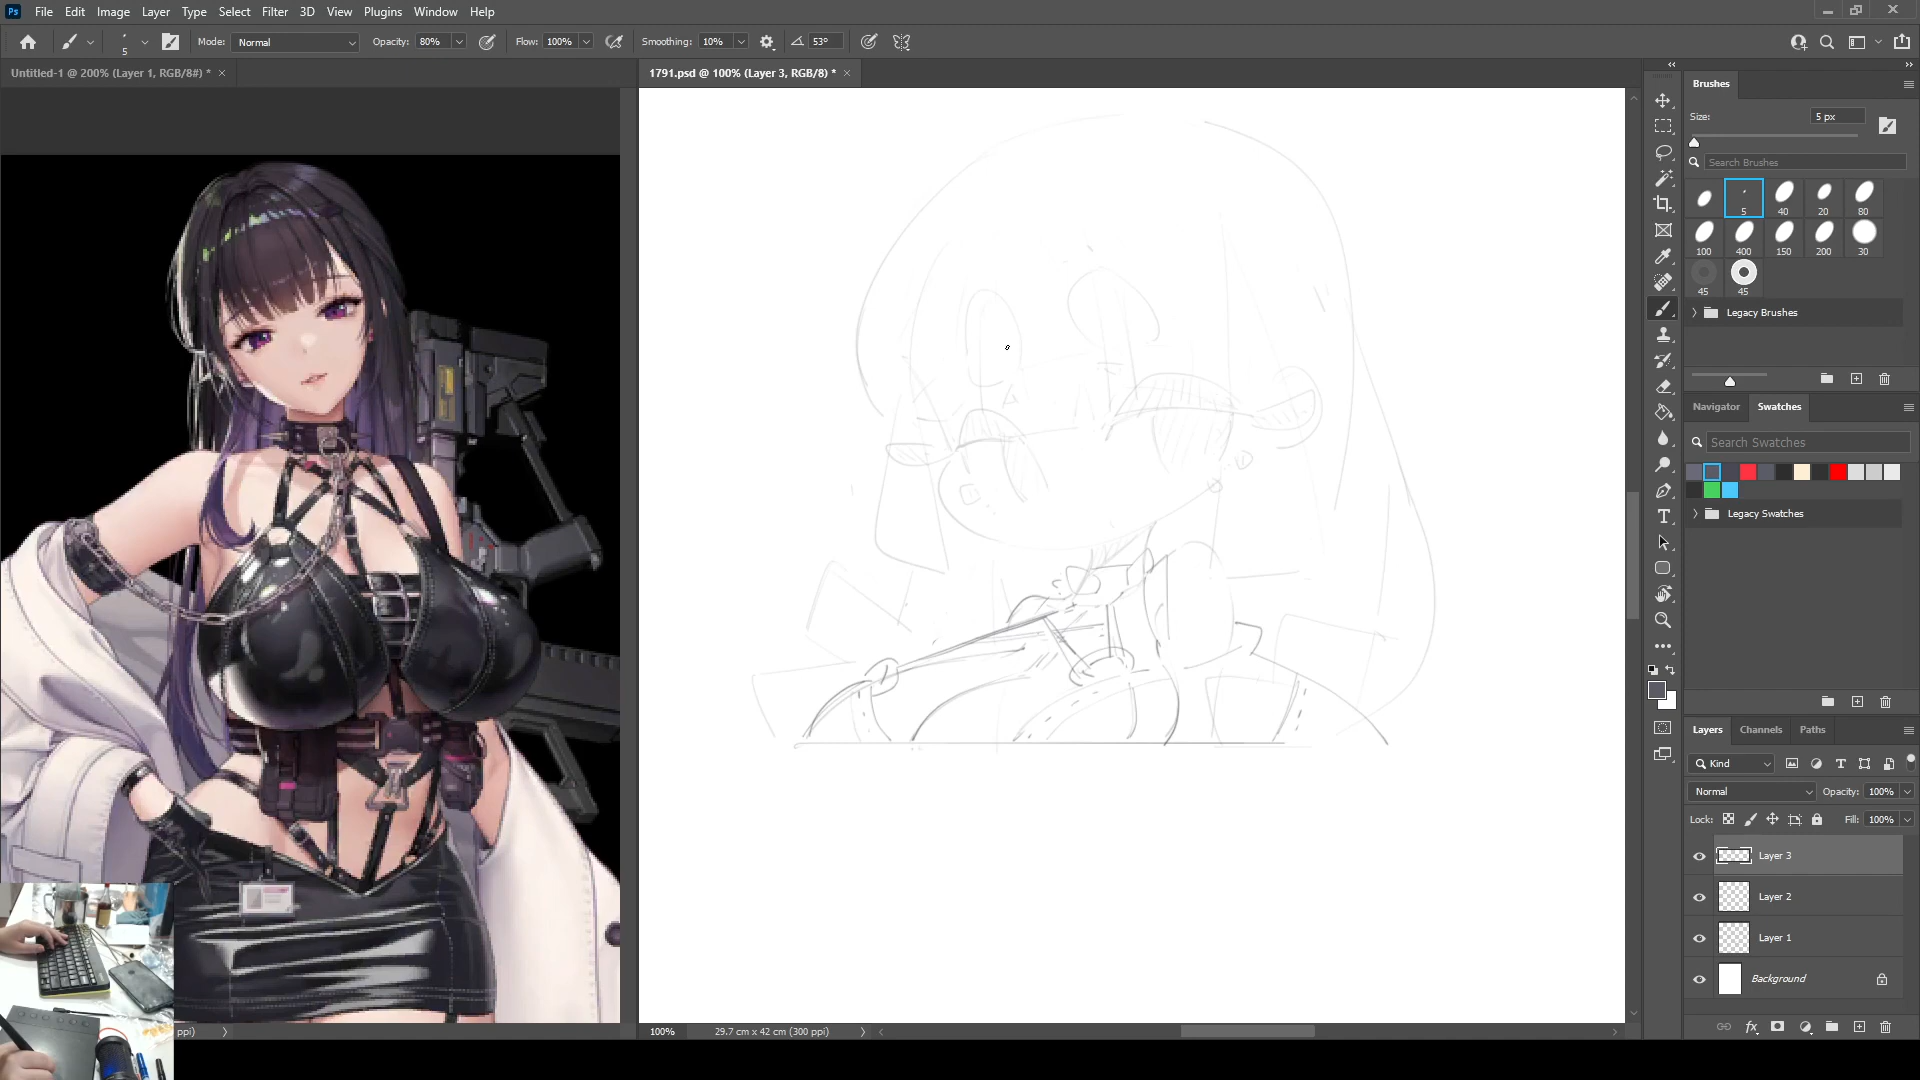 Ps File Edit Image Layer Type Select Filter 3D View Plugins Window Help
5 Mode: Normal Opacity: 80% Flow: 100% Smoothing: 10% 53°
Untitled-1 @ 200% (Layer 1, RGB/8#) * ×
1791.psd @ 100% (Layer 3, RGB/8) * ×
Brushes
Size: 5 px
Search Brushes
5 40 20 80
100 400 150 200 30
45 45
Legacy Brushes
Navigator Swatches
Search Swatches
Legacy Swatches
Layers Channels Paths
Kind
Normal Opacity: 100%
Lock: Fill: 100%
Layer 3
Layer 2
Layer 1
Background
fx
ppi)
100% 29.7 cm x 42 cm (300 ppi)